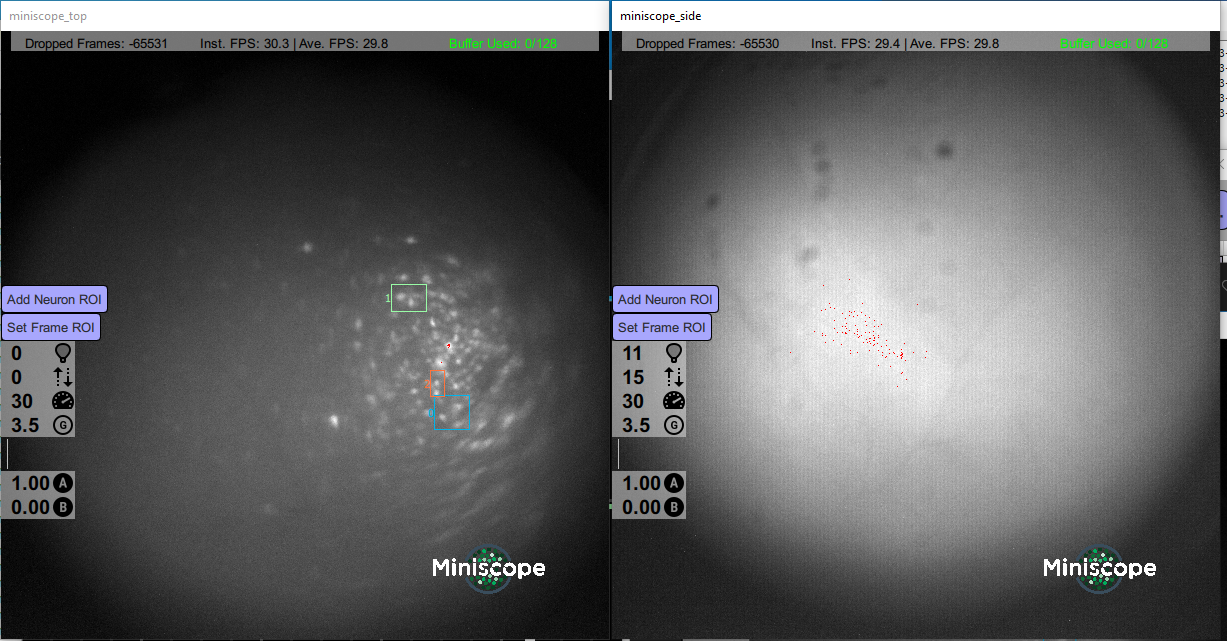 miniscope_top
Dropped Frames: -65531 Inst. FPS: 30.3 | Ave. FPS: 29.8 Buffer Used: 0/128
1
Add Neuron ROI
Set Frame ROI
0
0
30
3.5 G
1.00 A
0.00 B
Miniscope
miniscope_side
Dropped Frames: -65530 Inst. FPS: 29.4 | Ave. FPS: 29.8 Buffer Used: 0/128
Add Neuron ROI
Set Frame ROI
11
15
30
3.5 G
1.00 A
0.00 B
Miniscope